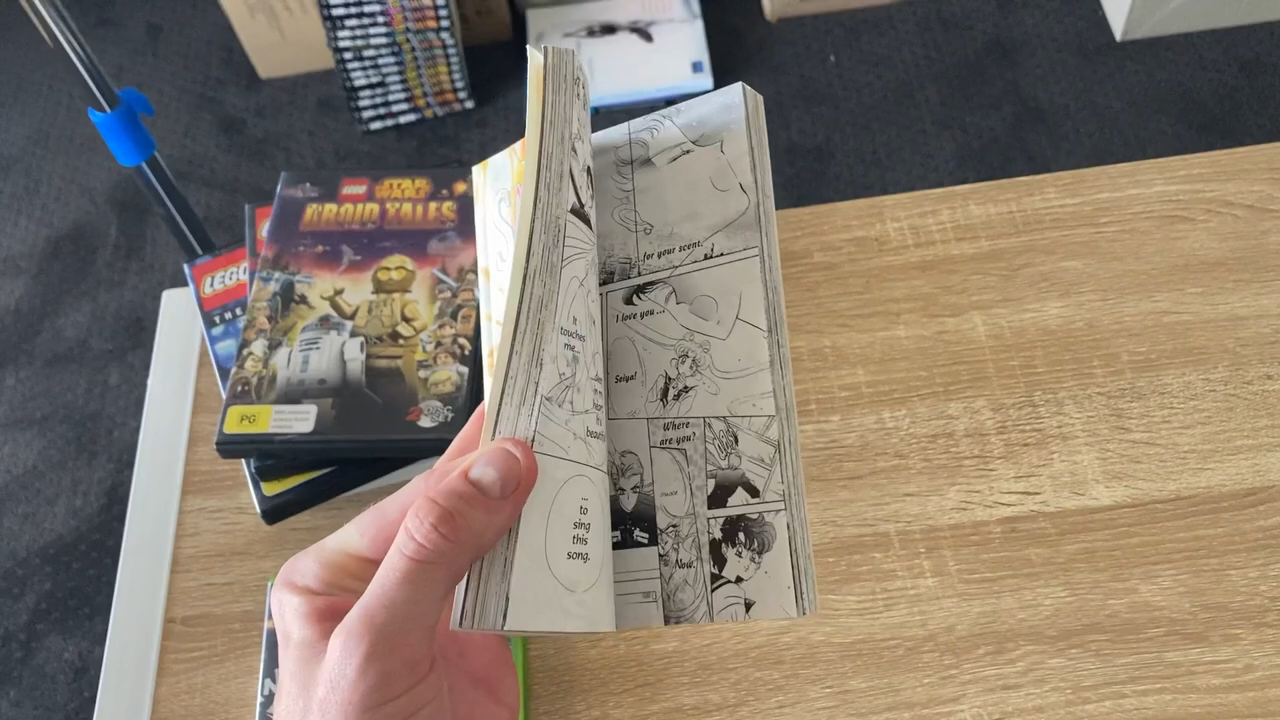 LEGO
STAR
WARS
DROID TALES
PG
LEGO
THE
It
touches
me...
...
to
sing
this
song.
...for your scent.
I love you...
Seiya!
Where
are you?
Now.